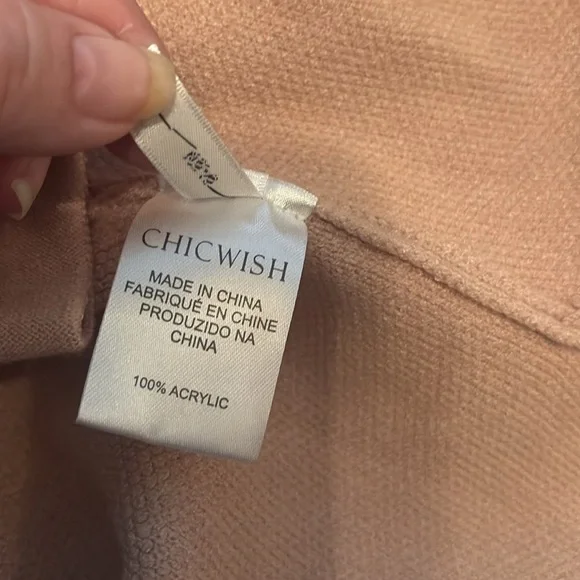 CHICWISH
MADE IN CHINA
FABRIQUÉ EN CHINE
PRODUZIDO NA
CHINA
100% ACRYLIC